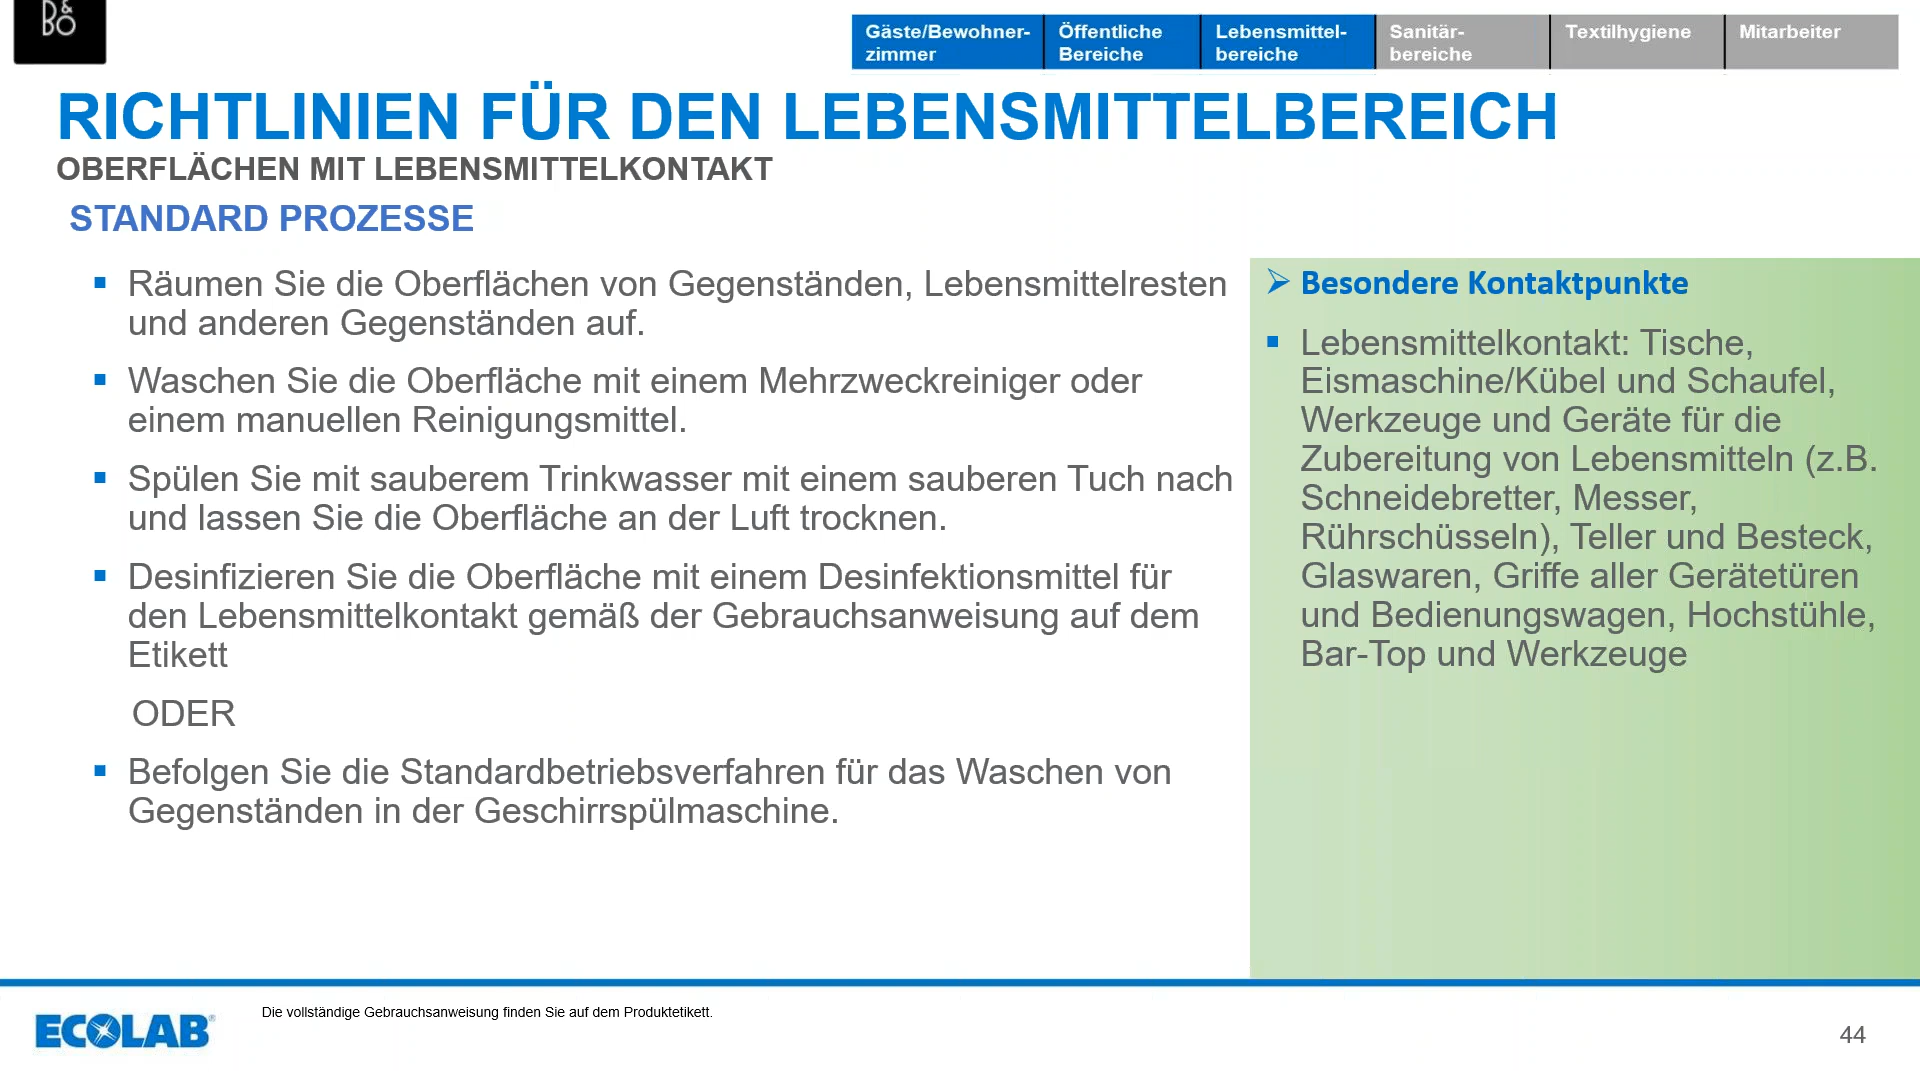 B&O
Gäste/Bewohner-
zimmer
Öffentliche
Bereiche
Lebensmittel-
bereiche
Sanitär-
bereiche
Textilhygiene
Mitarbeiter
RICHTLINIEN FÜR DEN LEBENSMITTELBEREICH
OBERFLÄCHEN MIT LEBENSMITTELKONTAKT
STANDARD PROZESSE
▪ Räumen Sie die Oberflächen von Gegenständen, Lebensmittelresten
und anderen Gegenständen auf.
▪ Waschen Sie die Oberfläche mit einem Mehrzweckreiniger oder
einem manuellen Reinigungsmittel.
▪ Spülen Sie mit sauberem Trinkwasser mit einem sauberen Tuch nach
und lassen Sie die Oberfläche an der Luft trocknen.
▪ Desinfizieren Sie die Oberfläche mit einem Desinfektionsmittel für
den Lebensmittelkontakt gemäß der Gebrauchsanweisung auf dem
Etikett
ODER
▪ Befolgen Sie die Standardbetriebsverfahren für das Waschen von
Gegenständen in der Geschirrspülmaschine.
➢ Besondere Kontaktpunkte
▪ Lebensmittelkontakt: Tische,
Eismaschine/Kübel und Schaufel,
Werkzeuge und Geräte für die
Zubereitung von Lebensmitteln (z.B.
Schneidebretter, Messer,
Rührschüsseln), Teller und Besteck,
Glaswaren, Griffe aller Gerätetüren
und Bedienungswagen, Hochstühle,
Bar-Top und Werkzeuge
ECOLAB®
Die vollständige Gebrauchsanweisung finden Sie auf dem Produktetikett.
44